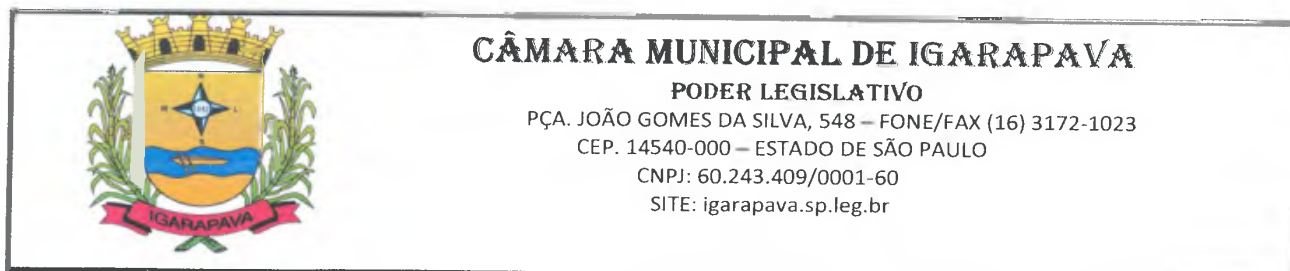 CÂMARA MUNICIPAL DE IGARAPAVA
PODER LEGISLATIVO
PÇA. JOÃO GOMES DA SILVA, 548 – FONE/FAX (16) 3172-1023
CEP. 14540-000 – ESTADO DE SÃO PAULO
CNPJ: 60.243.409/0001-60
SITE: igarapava.sp.leg.br
IGARAPAVA